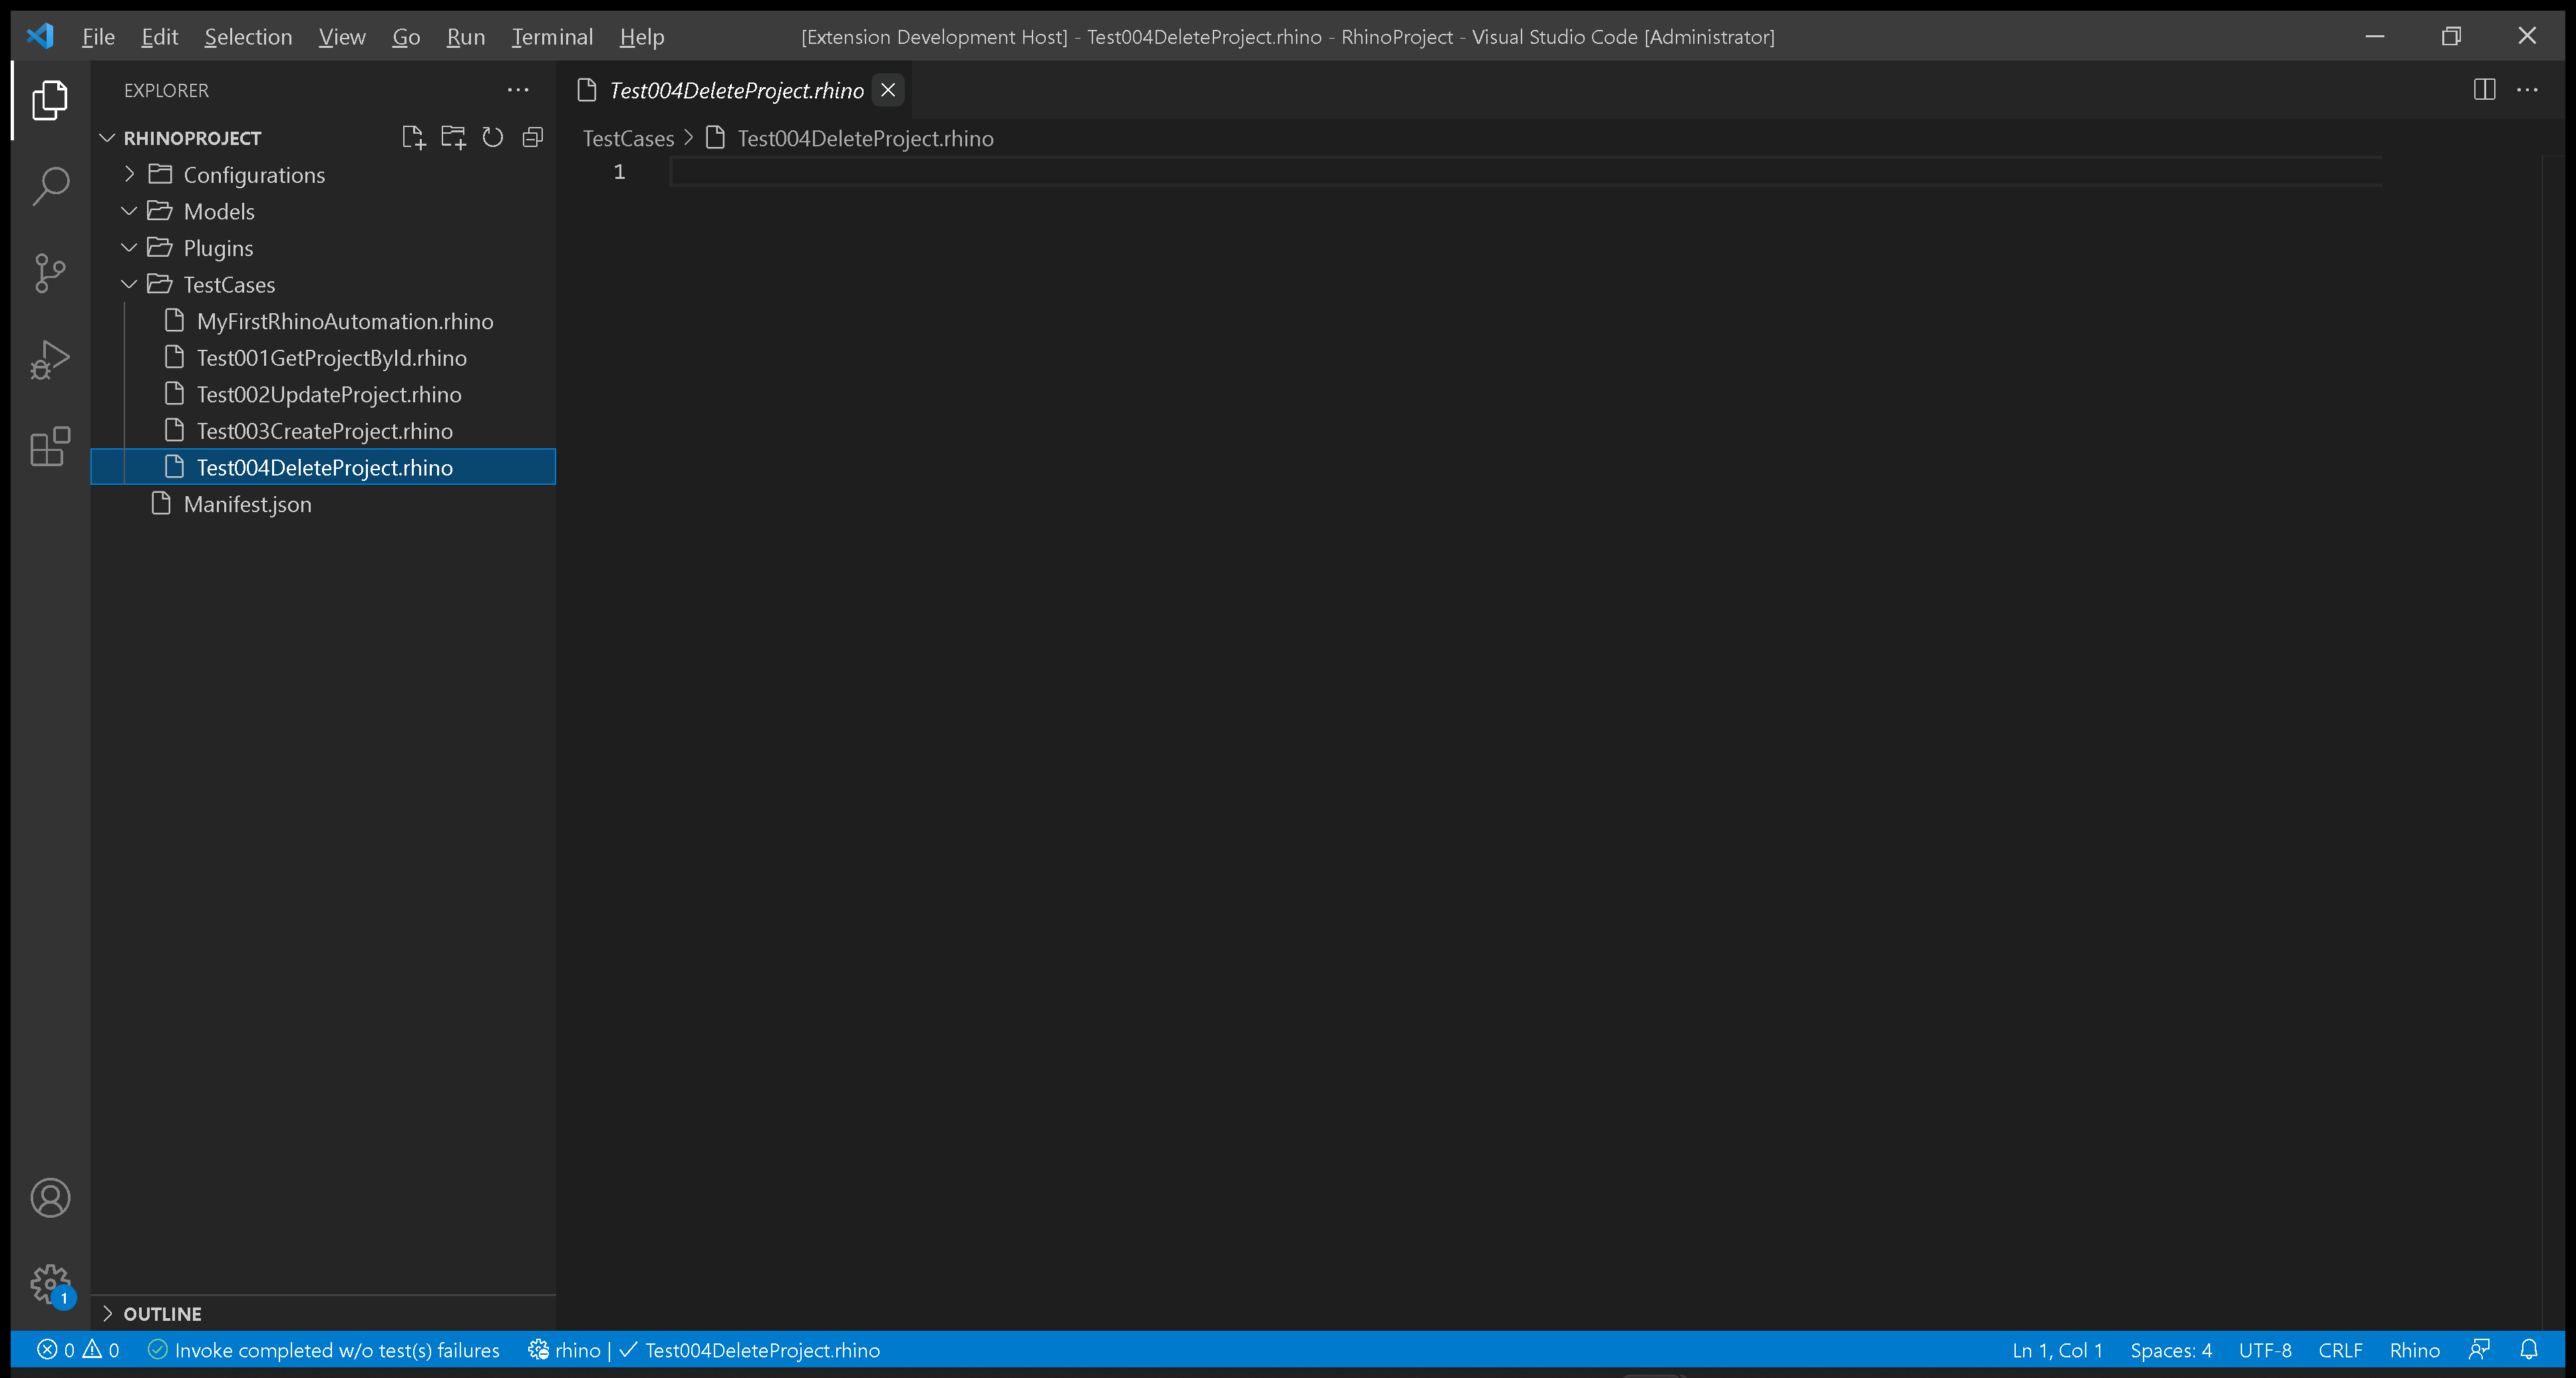 File Edit Selection View Go Run Terminal Help [Extension Development Host] - Test004DeleteProject.rhino - RhinoProject - Visual Studio Code [Administrator]
EXPLORER
RHINOPROJECT
Configurations
Models
Plugins
TestCases
MyFirstRhinoAutomation.rhino
Test001GetProjectById.rhino
Test002UpdateProject.rhino
Test003CreateProject.rhino
Test004DeleteProject.rhino
Manifest.json
OUTLINE
Test004DeleteProject.rhino
TestCases > Test004DeleteProject.rhino
1
1
0 0 Invoke completed w/o test(s) failures rhino | ✓ Test004DeleteProject.rhino Ln 1, Col 1 Spaces: 4 UTF-8 CRLF Rhino